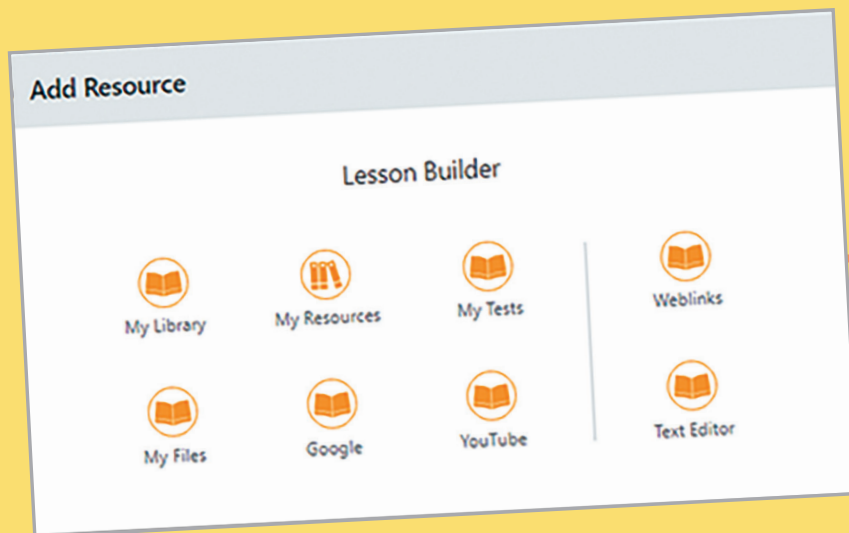 Add Resource
Lesson Builder
My Library My Resources My Tests Weblinks
My Files Google YouTube Text Editor